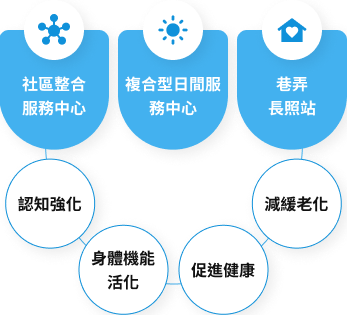 社區整合
服務中心
複合型日間服
務中心
巷弄
長照站
認知強化
身體機能
活化
促進健康
減緩老化